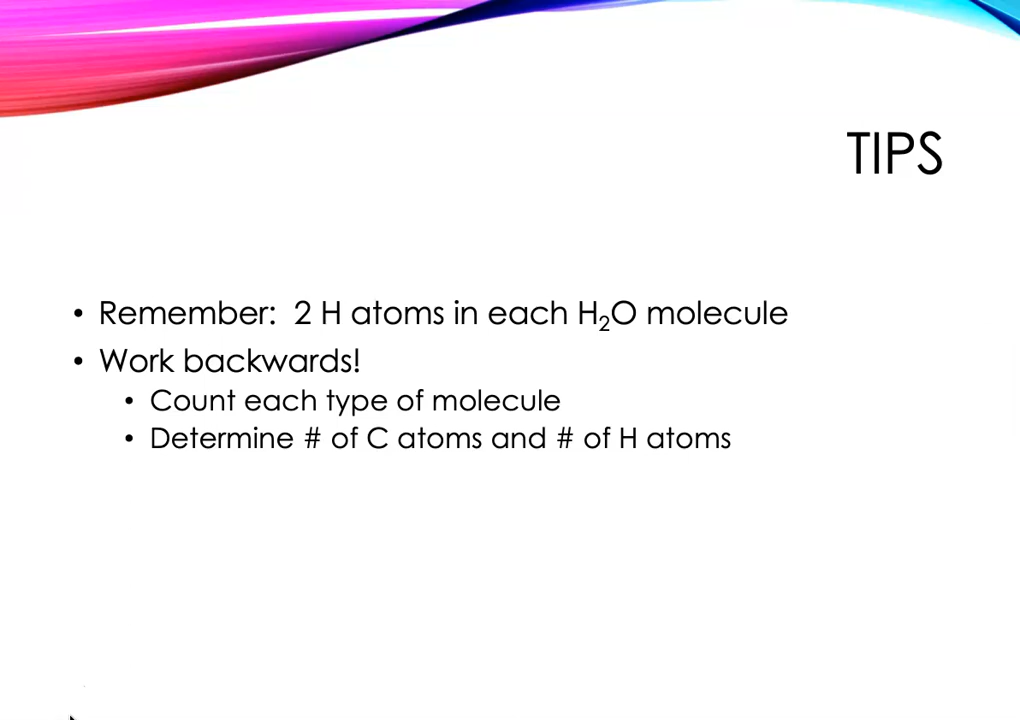 TIPS
• Remember: 2 H atoms in each H₂O molecule
• Work backwards!
• Count each type of molecule
• Determine # of C atoms and # of H atoms